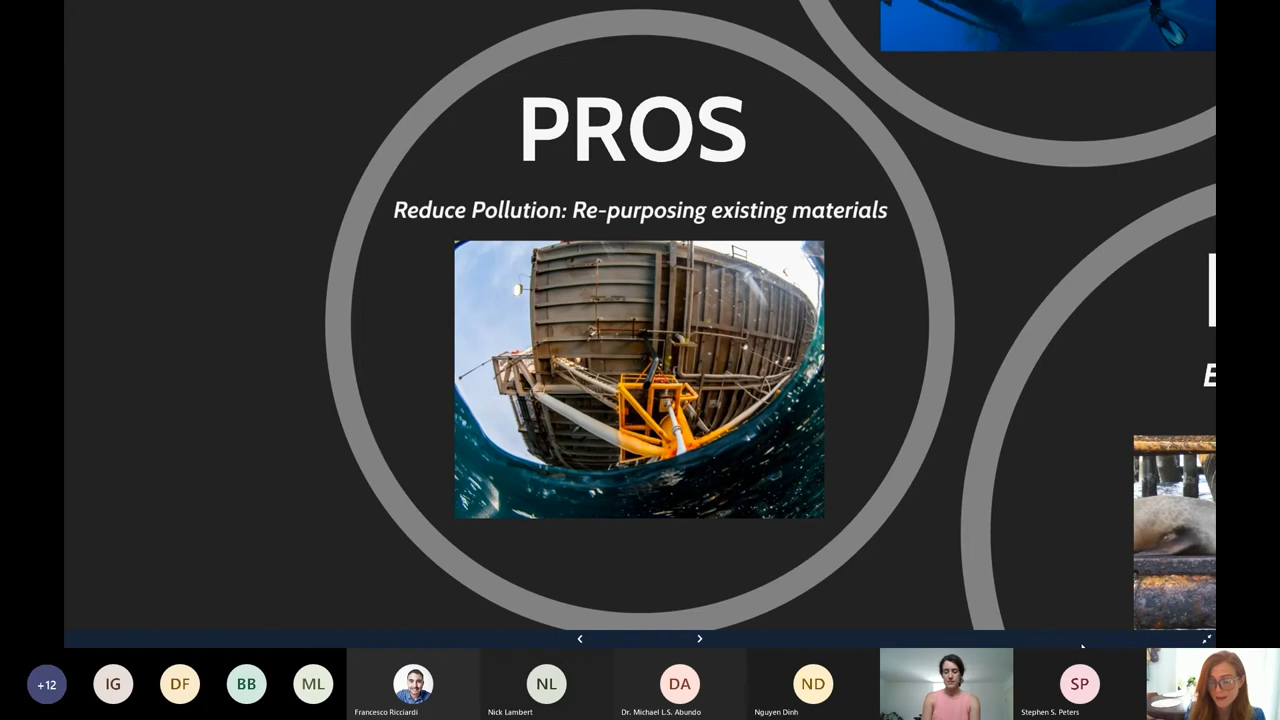 PROS
Reduce Pollution: Re-purposing existing materials
+12
IG
DF
BB
ML
NL
DA
ND
SP
Francesco Ricciardi
Nick Lambert
Dr. Michael L.S. Abundo
Nguyen Dinh
Stephen S. Peters